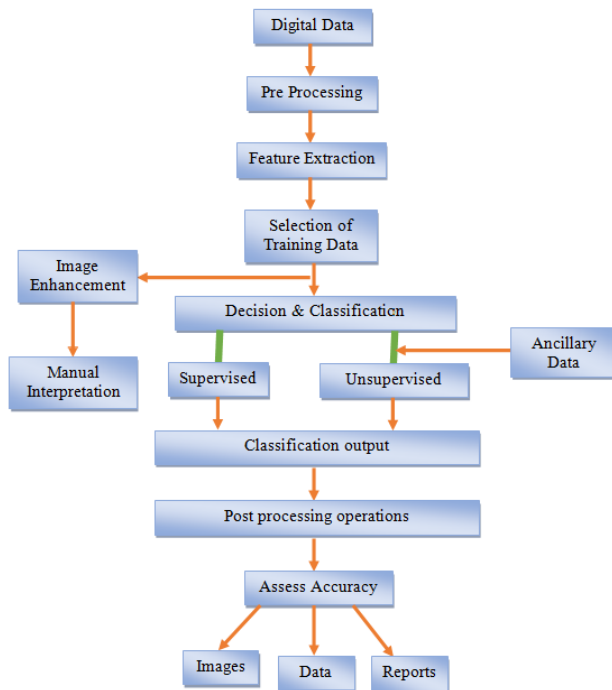 Digital Data
Pre Processing
Feature Extraction
Selection of
Training Data
Image
Enhancement
Decision & Classification
Ancillary
Data
Manual
Interpretation
Supervised
Unsupervised
Classification output
Post processing operations
Assess Accuracy
Images
Data
Reports